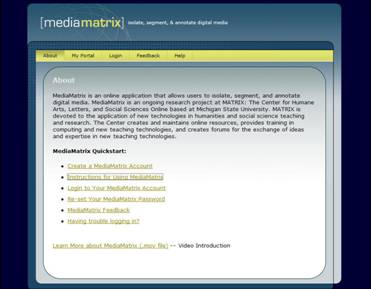 [mediamatrix] isolate, segment, & annotate digital media
About My Portal Login Feedback Help
About
MediaMatrix is an online application that allows users to isolate, segment, and annotate
digital media. MediaMatrix is an ongoing research project at MATRIX: The Center for Humane
Arts, Letters, and Social Sciences Online based at Michigan State University. MATRIX is
devoted to the application of new technologies in humanities and social science teaching
and research. The Center creates and maintains online resources, provides training in
computing and new teaching technologies, and creates forums for the exchange of ideas
and expertise in new teaching technologies.
MediaMatrix Quickstart:
Create a MediaMatrix Account
Instructions for Using MediaMatrix
Login to Your MediaMatrix Account
Re-set Your MediaMatrix Password
MediaMatrix Feedback
Having trouble logging in?
Learn More about MediaMatrix (.mov file) -- Video Introduction